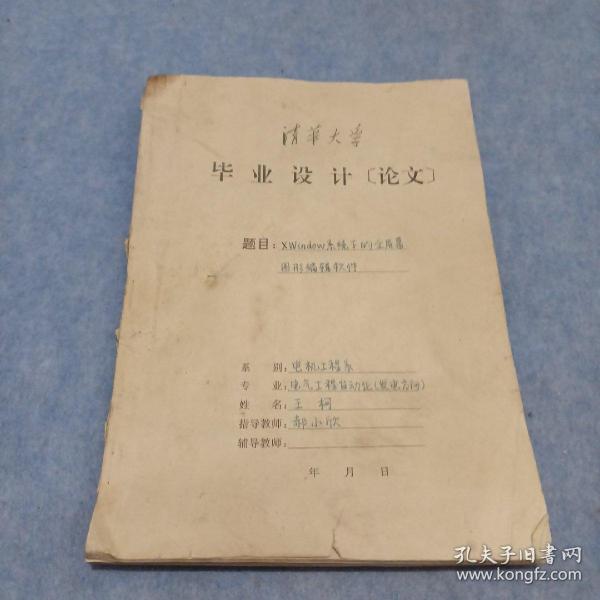 清华大学
毕业设计〔论文〕
题目：XWindow系统下的全屏幕
图形编辑软件
系别：电机工程系
专业：电气工程自动化(发电方向)
姓名：王柯
指导教师：郝小欣
辅导教师：
年月日
孔夫子旧书网
www.kongfz.com